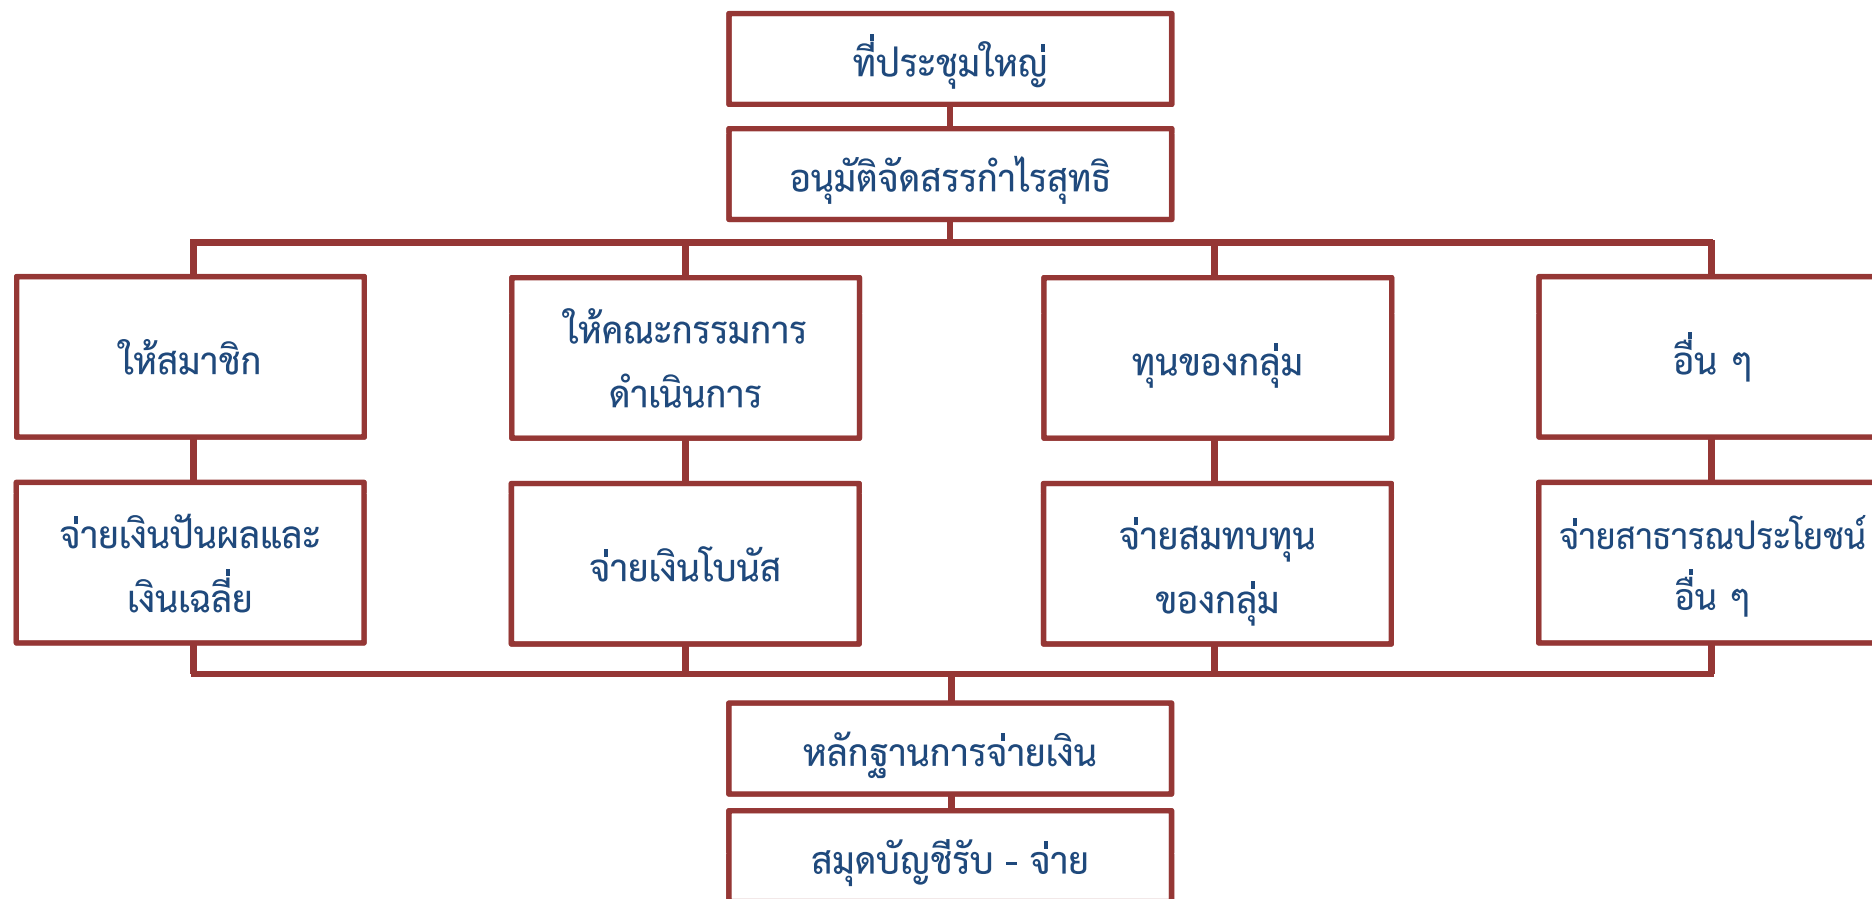 ที่ประชุมใหญ่
อนุมัติจัดสรรกำไรสุทธิ
ให้สมาชิก
ให้คณะกรรมการ
ดำเนินการ
ทุนของกลุ่ม
อื่น ๆ
จ่ายเงินปันผลและ
เงินเฉลี่ย
จ่ายเงินโบนัส
จ่ายสมทบทุน
ของกลุ่ม
จ่ายสาธารณประโยชน์
อื่น ๆ
หลักฐานการจ่ายเงิน
สมุดบัญชีรับ - จ่าย